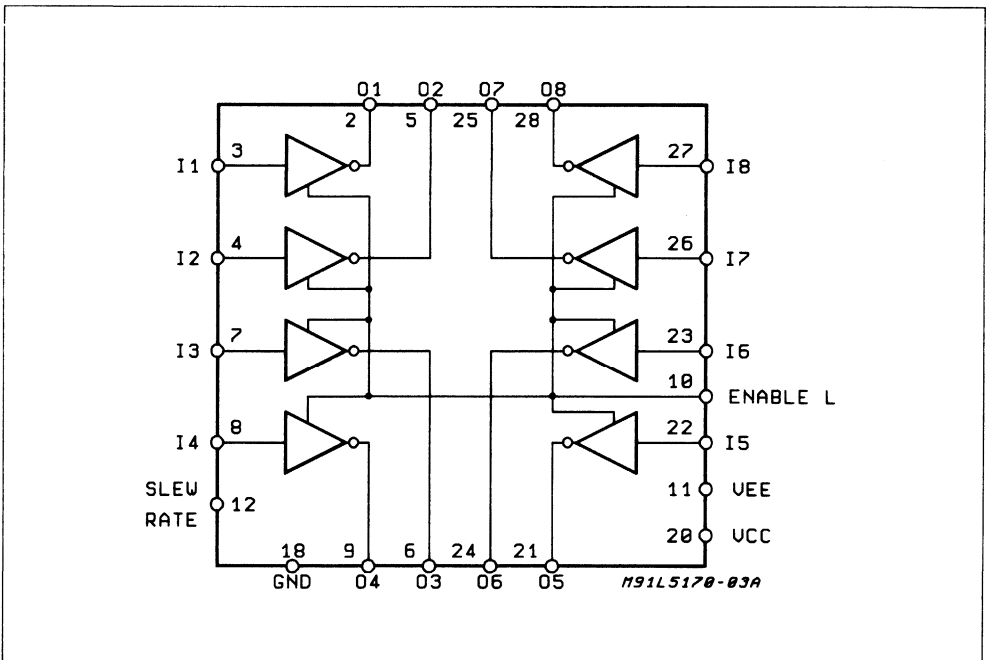 O1 O2 O7 O8
2 5 25 28
I1 3 27 I8
I2 4 26 I7
I3 7 23 I6
10 ENABLE L
I4 8 22 I5
SLEW RATE 12
11 VEE
20 VCC
18 9 6 24 21
GND O4 O3 O6 O5
M91L5170-03A